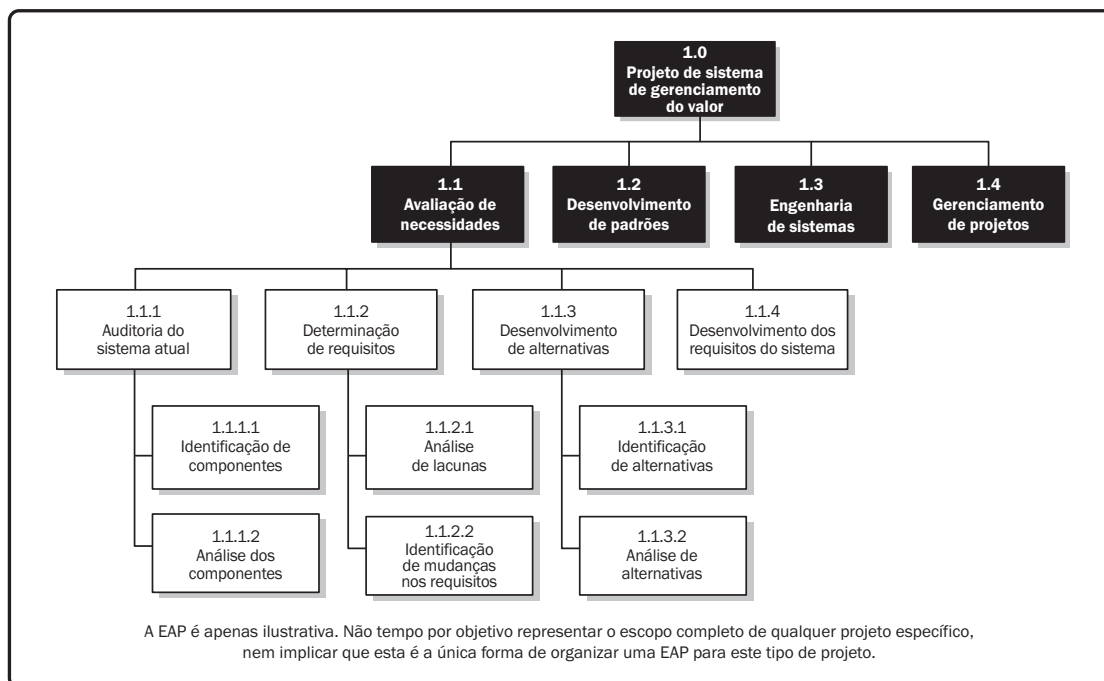 1.0
Projeto de sistema
de gerenciamento
do valor
1.1
Avaliação de
necessidades
1.2
Desenvolvimento
de padrões
1.3
Engenharia
de sistemas
1.4
Gerenciamento
de projetos
1.1.1
Auditoria do
sistema atual
1.1.2
Determinação
de requisitos
1.1.3
Desenvolvimento
de alternativas
1.1.4
Desenvolvimento dos
requisitos do sistema
1.1.1.1
Identificação de
componentes
1.1.2.1
Análise
de lacunas
1.1.3.1
Identificação
de alternativas
1.1.1.2
Análise dos
componentes
1.1.2.2
Identificação
de mudanças
nos requisitos
1.1.3.2
Análise de
alternativas
A EAP é apenas ilustrativa. Não tempo por objetivo representar o escopo completo de qualquer projeto específico,
nem implicar que esta é a única forma de organizar uma EAP para este tipo de projeto.